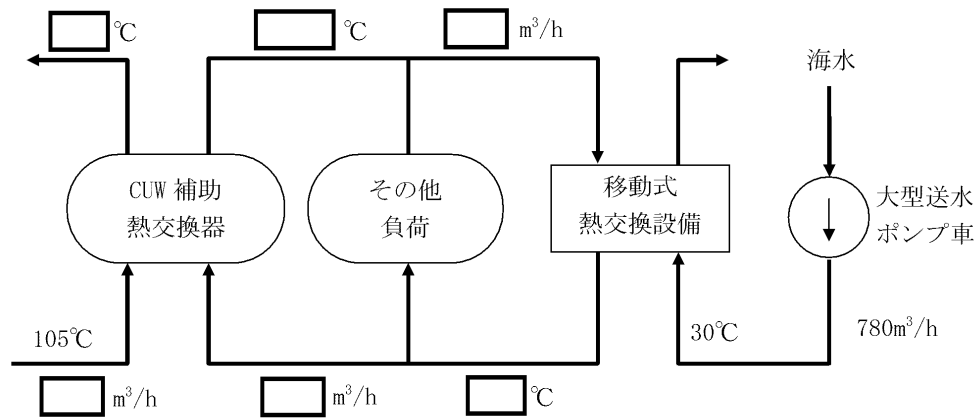 ℃
℃
m³/h
海水
CUW 補助
熱交換器
その他
負荷
移動式
熱交換設備
大型送水
ポンプ車
105℃
30℃
780m³/h
m³/h
m³/h
℃